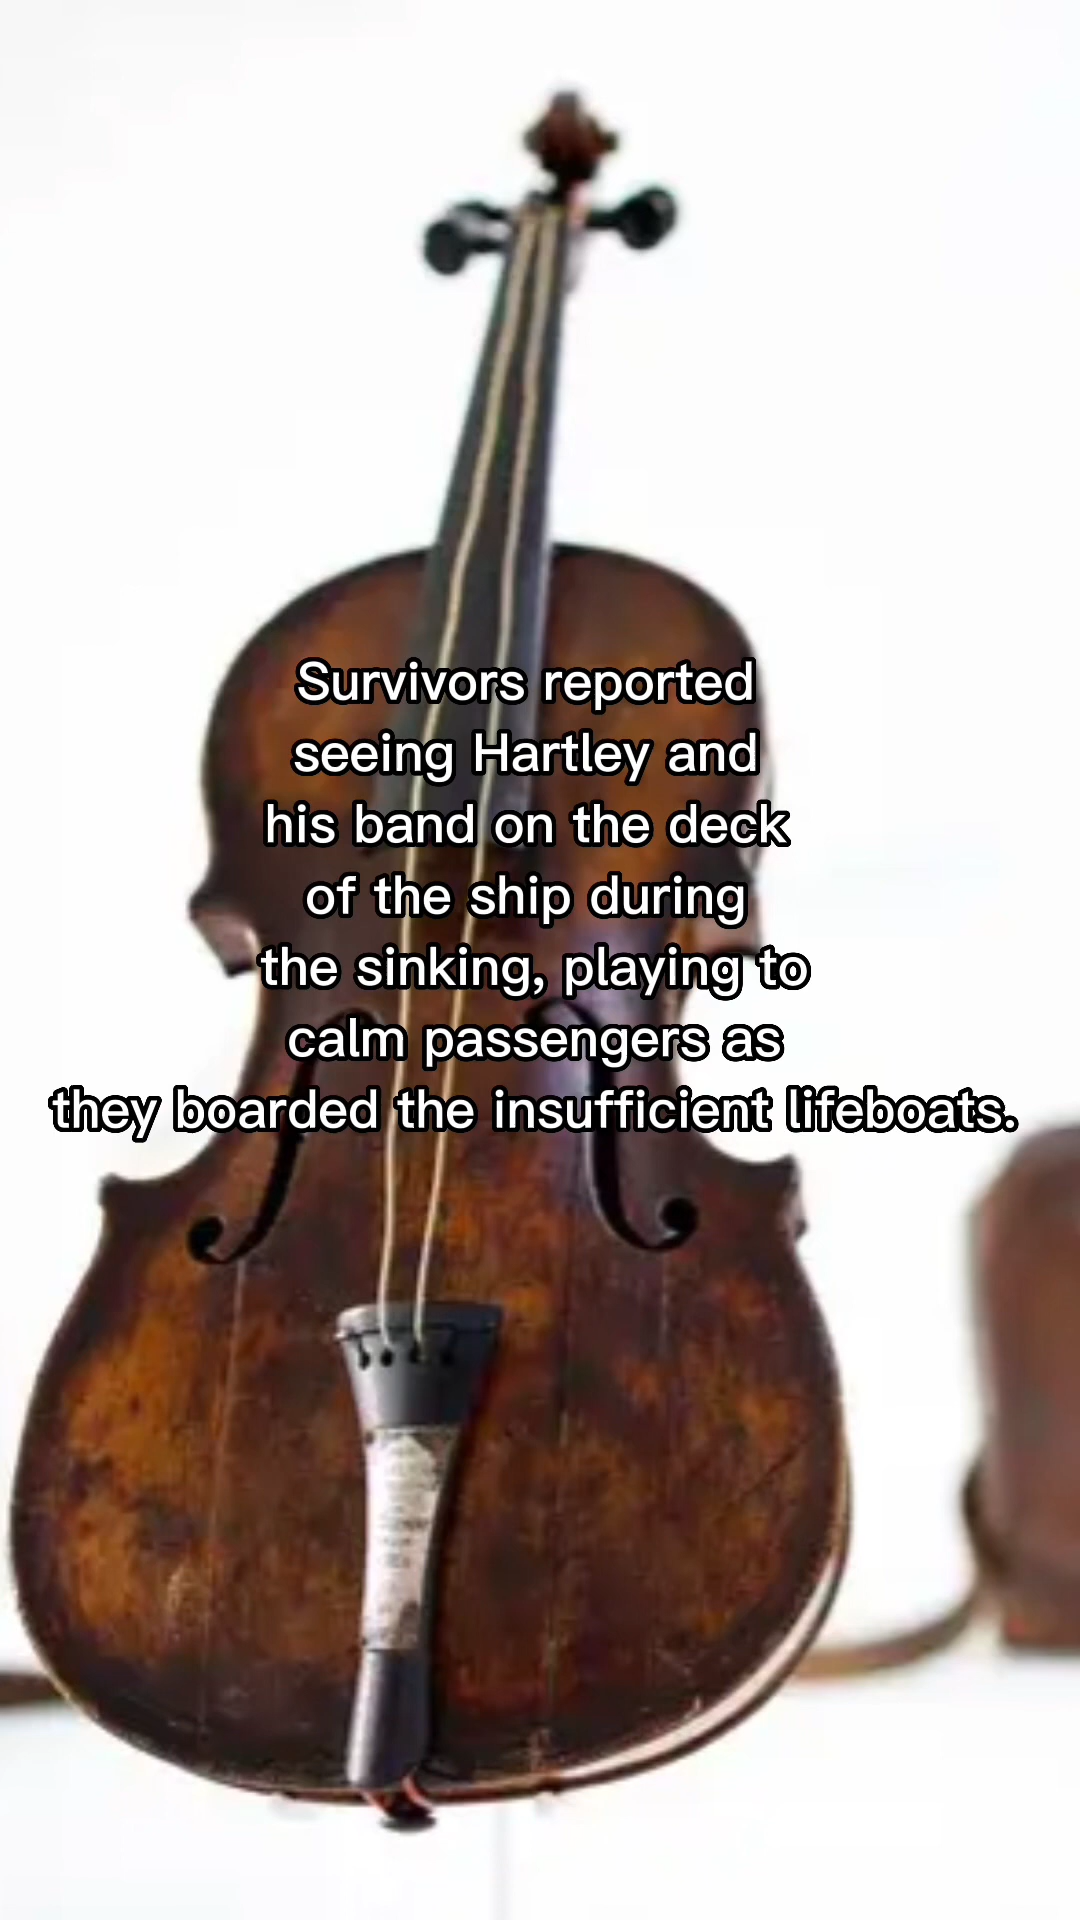 Survivors reported
seeing Hartley and
his band on the deck
of the ship during
the sinking, playing to
calm passengers as
they boarded the insufficient lifeboats.